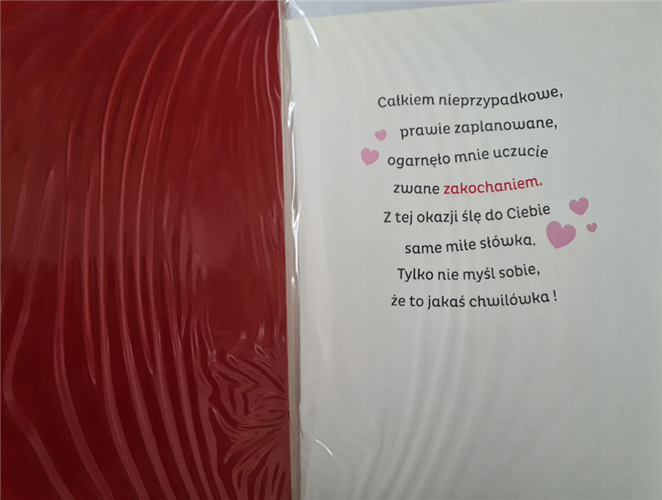 Całkiem nieprzypadkowe,
prawie zaplanowane,
ogarnęło mnie uczucię
zwane zakochaniem.
Z tej okazji ślę do Ciebie
same miłe słówka.
Tylko nie myśl sobie,
że to jakaś chwilówka!